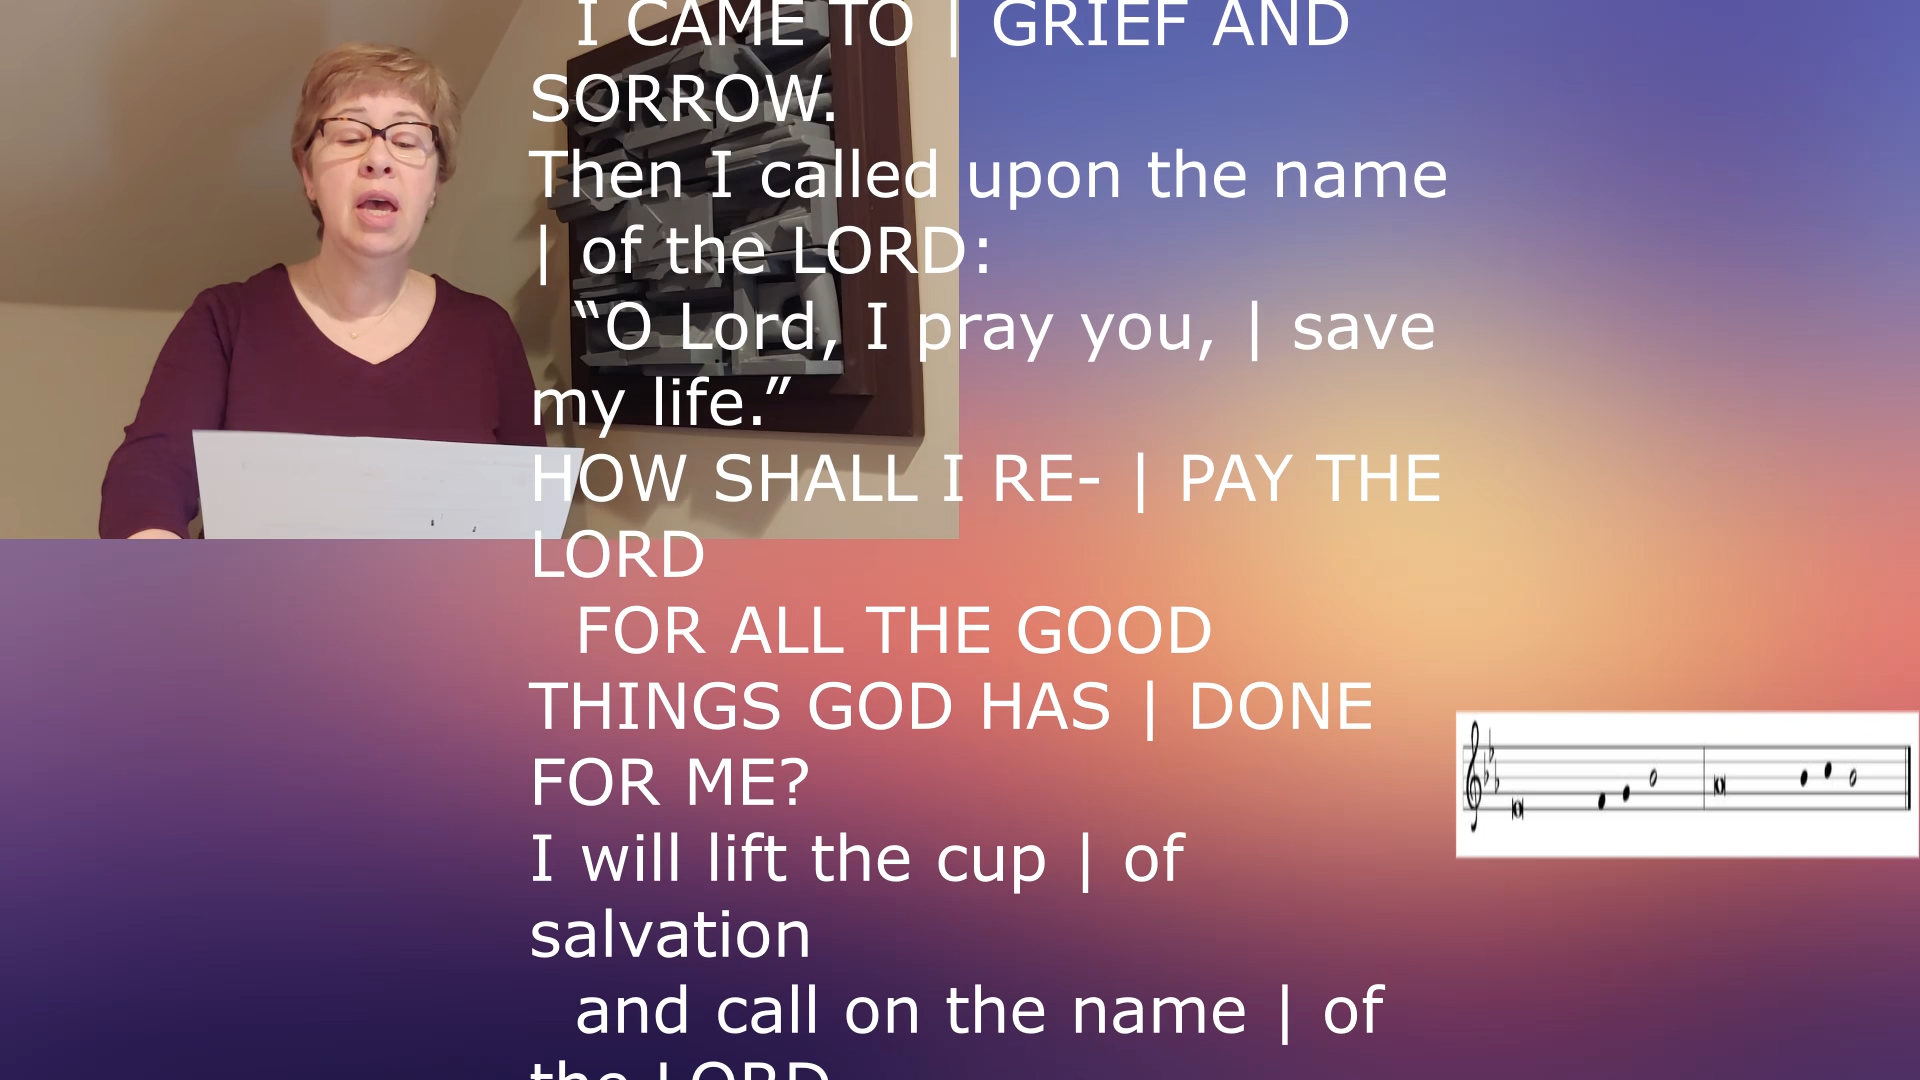 I CAME TO | GRIEF AND
SORROW.
Then I called upon the name
| of the LORD:
“O Lord, I pray you, | save
my life.”
HOW SHALL I RE- | PAY THE
LORD
FOR ALL THE GOOD
THINGS GOD HAS | DONE
FOR ME?
I will lift the cup | of
salvation
and call on the name | of
the LORD